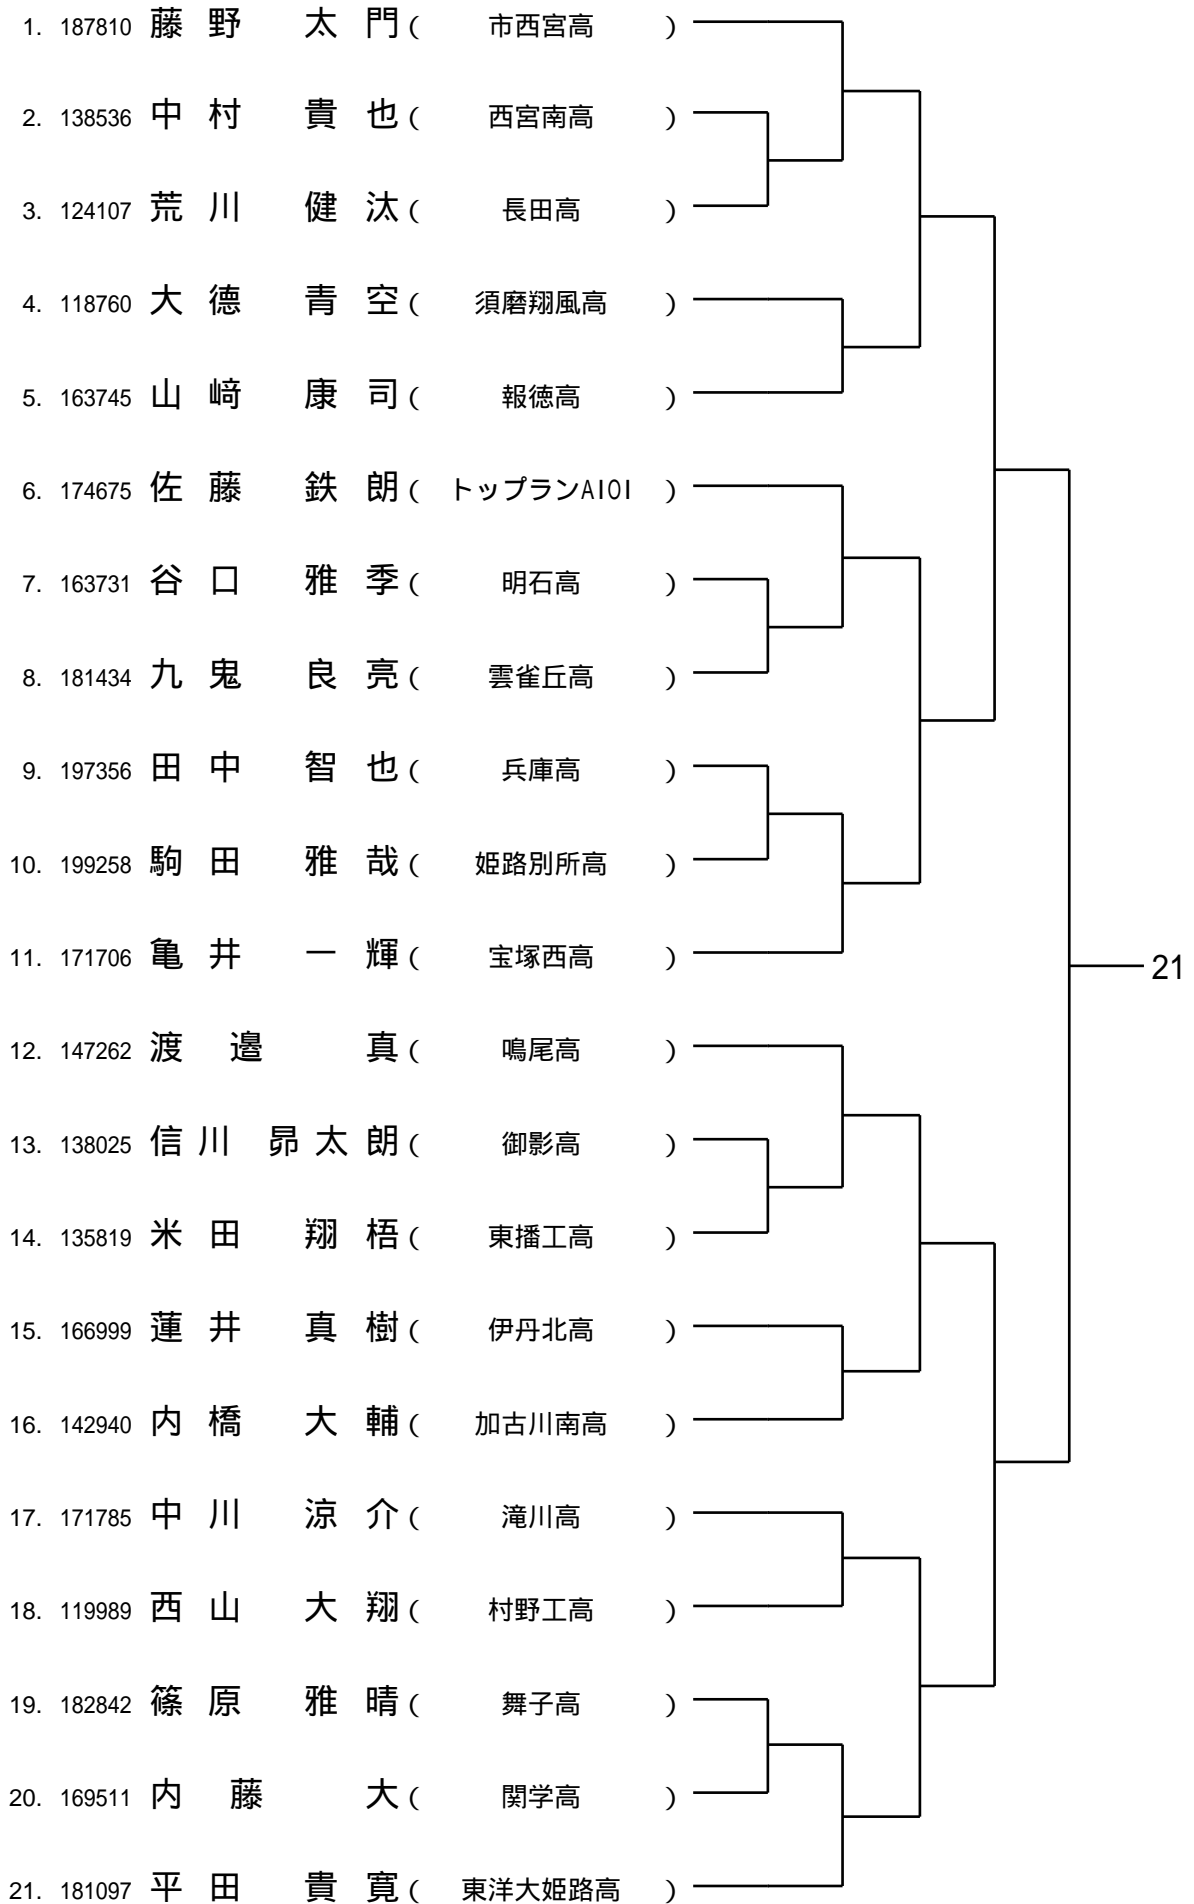 1. 187810 藤野 太門 ( 市西宮高 )
2. 138536 中村 貴也 ( 西宮南高 )
3. 124107 荒川 健汰 ( 長田高 )
4. 118760 大徳 青空 ( 須磨翔風高 )
5. 163745 山﨑 康司 ( 報徳高 )
6. 174675 佐藤 鉄朗 ( トップランAIOI )
7. 163731 谷口 雅季 ( 明石高 )
8. 181434 九鬼 良亮 ( 雲雀丘高 )
9. 197356 田中 智也 ( 兵庫高 )
10. 199258 駒田 雅哉 ( 姫路別所高 )
11. 171706 亀井 一輝 ( 宝塚西高 )
21
12. 147262 渡邉 真 ( 鳴尾高 )
13. 138025 信川 昴太朗 ( 御影高 )
14. 135819 米田 翔梧 ( 東播工高 )
15. 166999 蓮井 真樹 ( 伊丹北高 )
16. 142940 内橋 大輔 ( 加古川南高 )
17. 171785 中川 涼介 ( 滝川高 )
18. 119989 西山 大翔 ( 村野工高 )
19. 182842 篠原 雅晴 ( 舞子高 )
20. 169511 内藤 大 ( 関学高 )
21. 181097 平田 貴寛 ( 東洋大姫路高 )